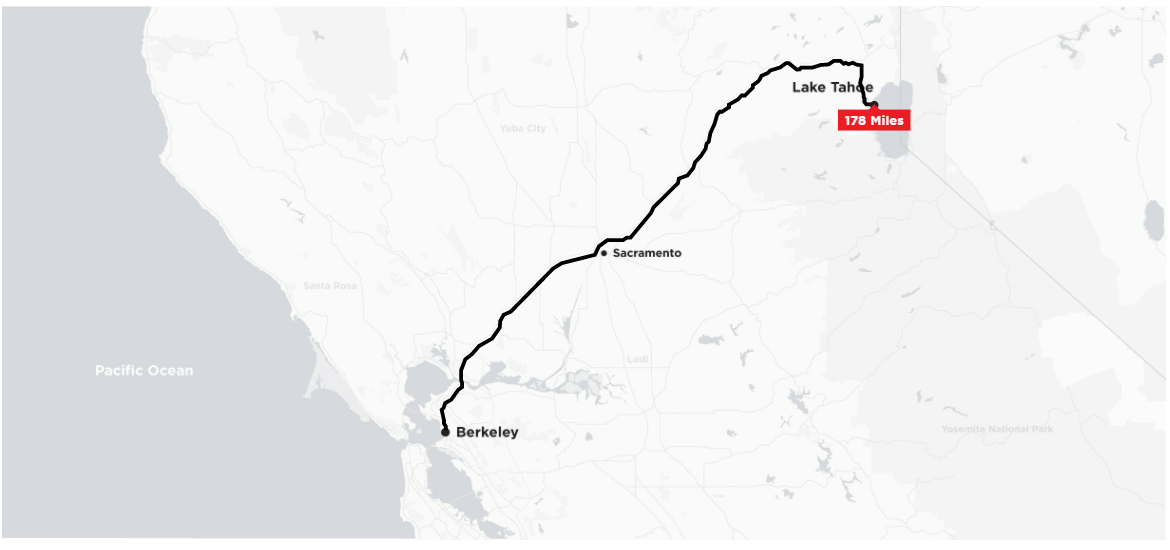 Lake Tahoe
178 Miles
Yuba City
Sacramento
Santa Rosa
Lodi
Pacific Ocean
Berkeley
Yosemite National Park